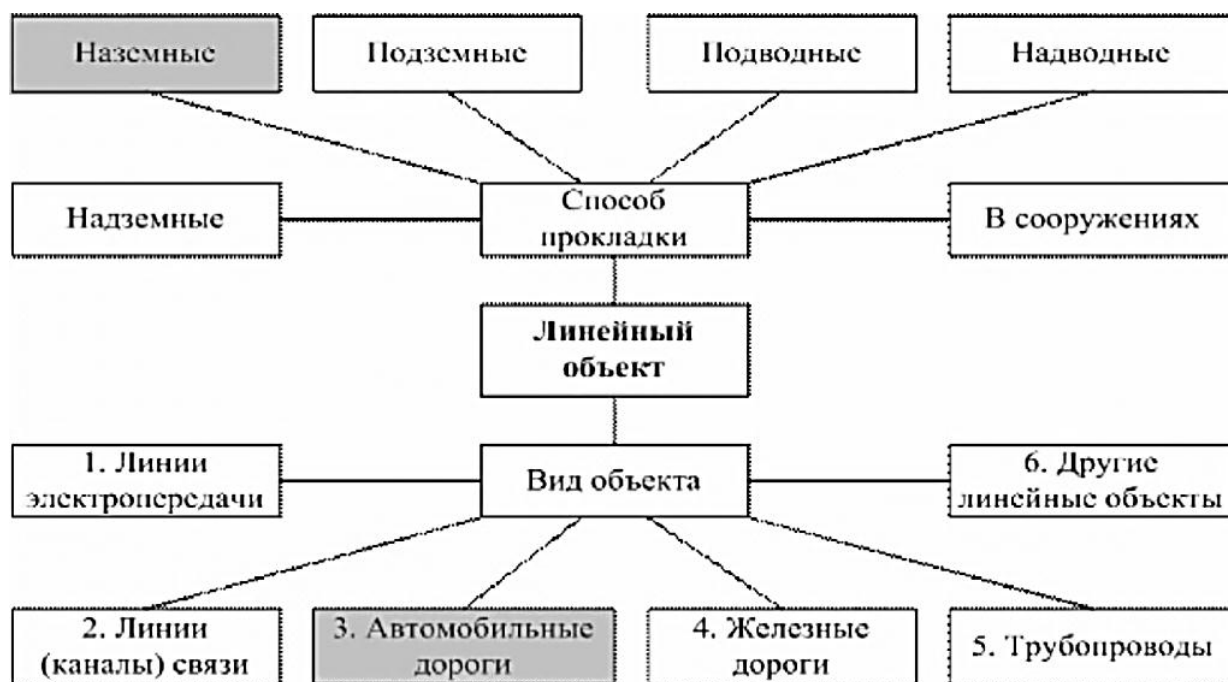 Наземные
Подземные
Подводные
Надводные
Надземные
Способ
прокладки
В сооружениях
Линейный
объект
1. Линии
электропередачи
Вид объекта
6. Другие
линейные объекты
2. Линии
(каналы) связи
3. Автомобильные
дороги
4. Железные
дороги
5. Трубопроводы